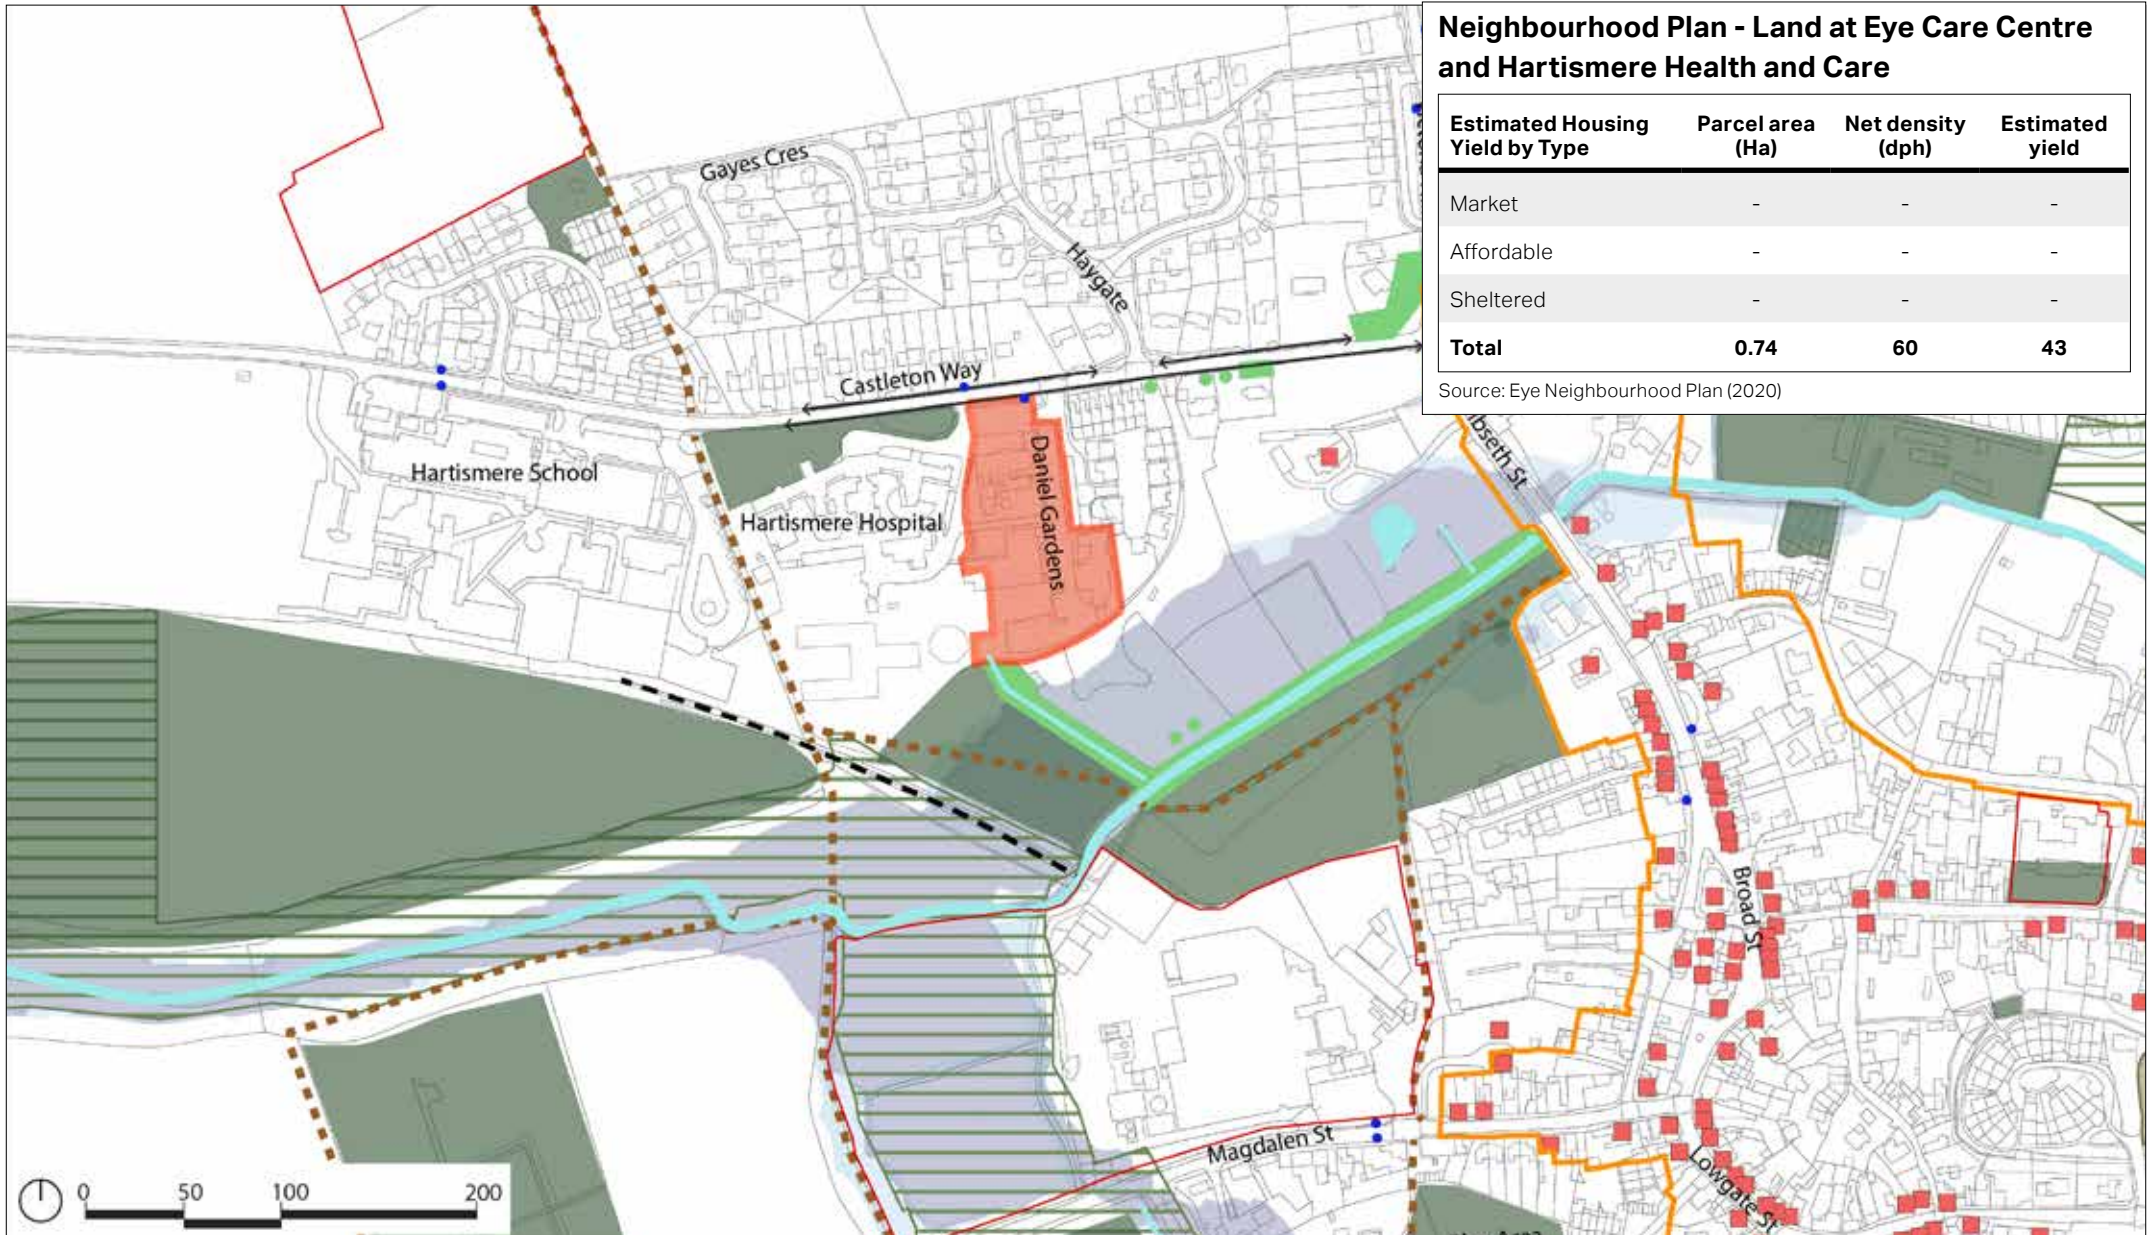 Neighbourhood Plan - Land at Eye Care Centre
and Hartismere Health and Care
Estimated Housing Yield by Type Parcel area (Ha) Net density (dph) Estimated yield
Market - - -
Affordable - - -
Sheltered - - -
Total 0.74 60 43
Source: Eye Neighbourhood Plan (2020)
Gayes Cres
Haygate
Castleton Way
Hartismere School
Daniel Gardens
Hartismere Hospital
Broad St
Magdalen St
Lowgate St
0 50 100 200